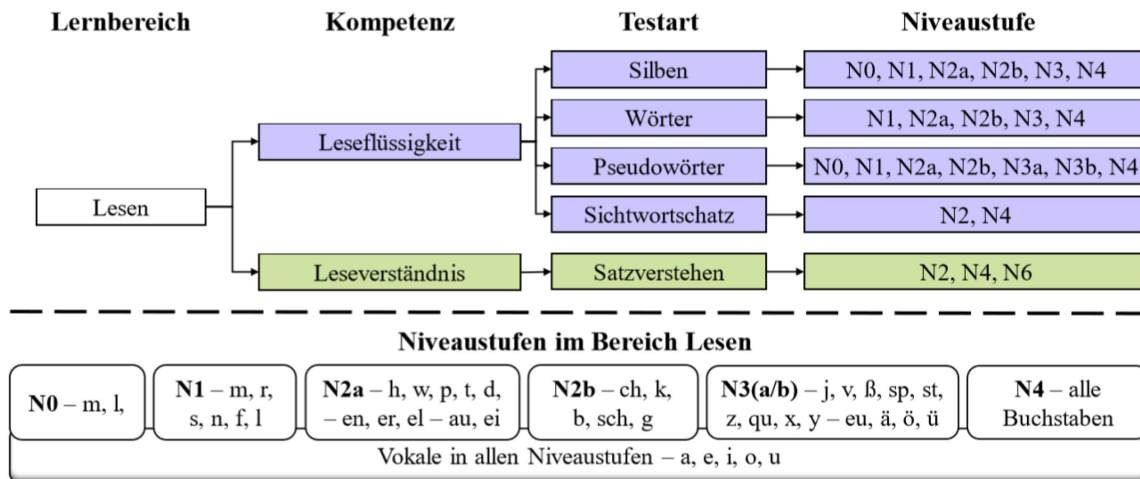 Lernbereich Kompetenz Testart Niveaustufe
Silben N0, N1, N2a, N2b, N3, N4
Wörter N1, N2a, N2b, N3, N4
Leseflüssigkeit
Pseudowörter N0, N1, N2a, N2b, N3a, N3b, N4
Lesen
Sichtwortschatz N2, N4
Leseverständnis Satzverstehen N2, N4, N6
Niveaustufen im Bereich Lesen
N0 – m, l,
N1 – m, r,
s, n, f, l
N2a – h, w, p, t, d,
– en, er, el – au, ei
N2b – ch, k,
b, sch, g
N3(a/b) – j, v, ß, sp, st,
z, qu, x, y – eu, ä, ö, ü
N4 – alle
Buchstaben
Vokale in allen Niveaustufen – a, e, i, o, u